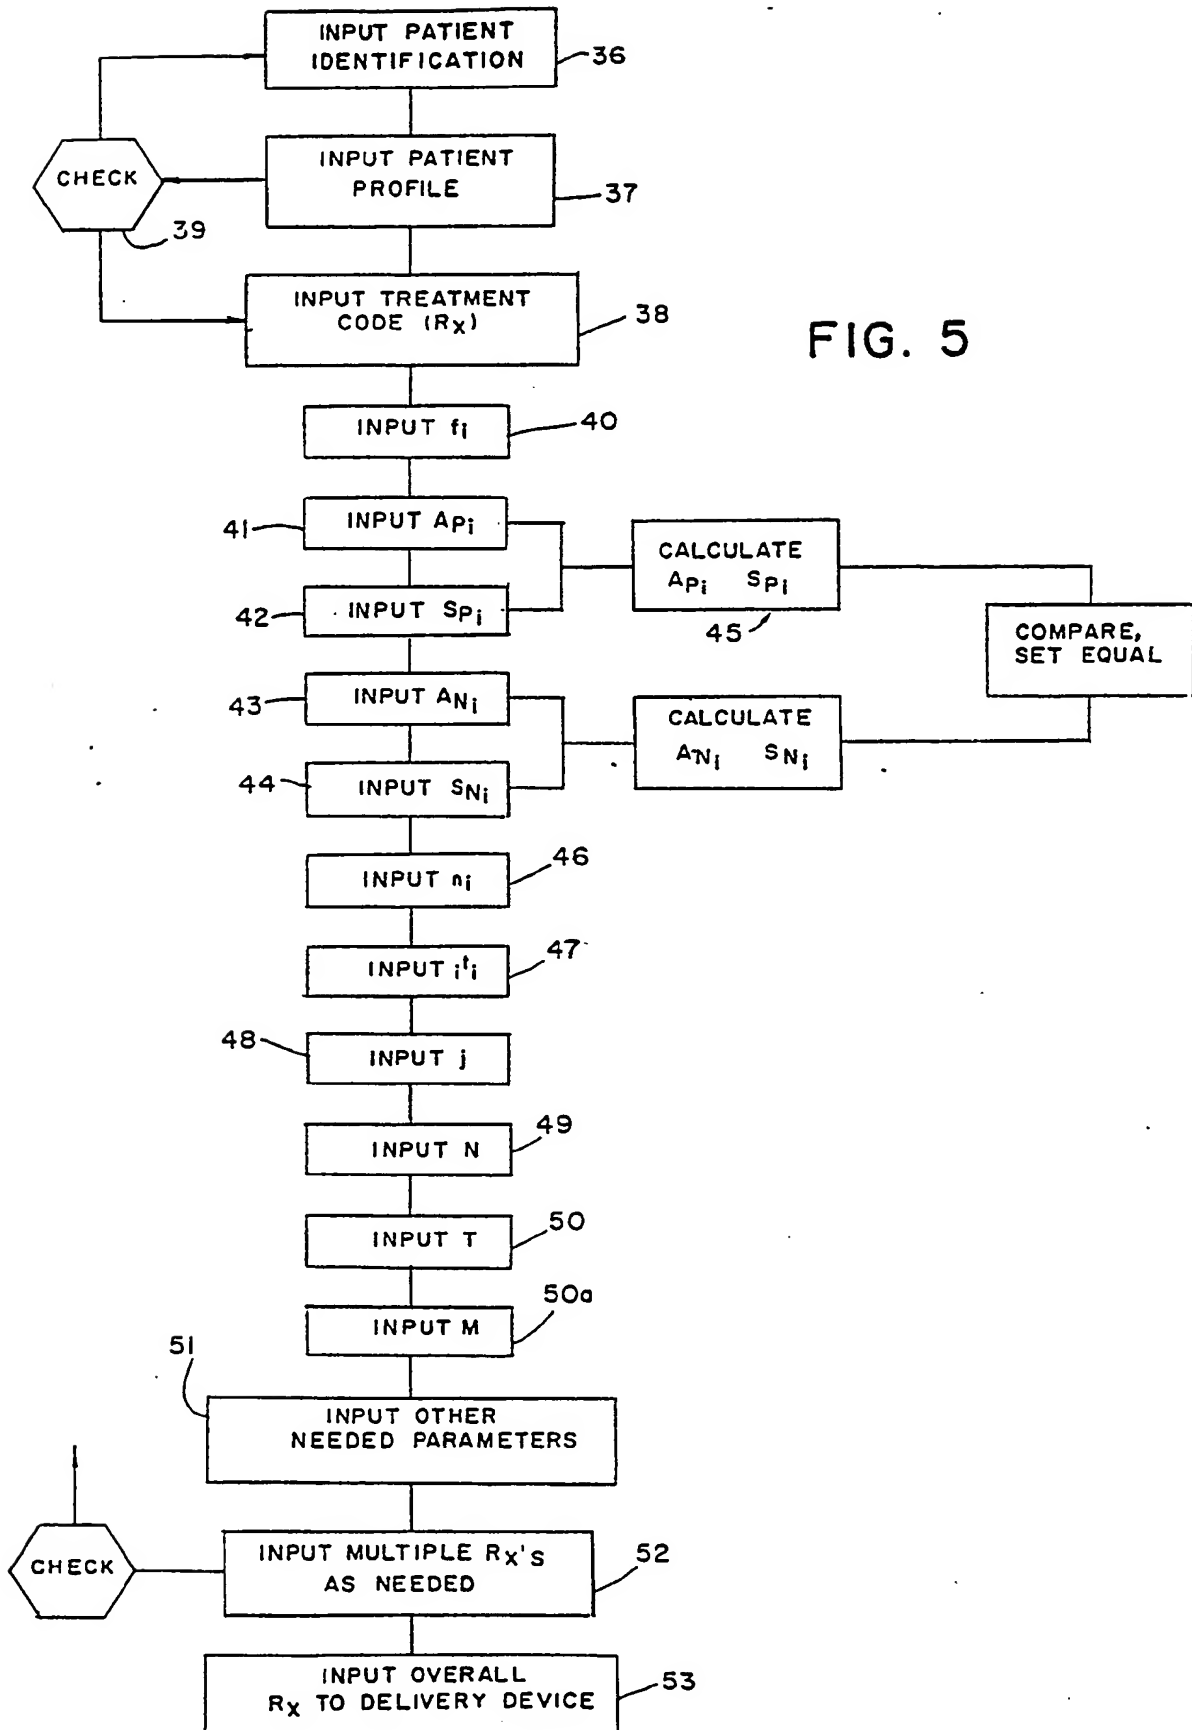 INPUT PATIENT
IDENTIFICATION
36
INPUT PATIENT
PROFILE
37
CHECK
39
INPUT TREATMENT
CODE (Rx)
38
FIG. 5
INPUT fi
40
41
INPUT APi
42
INPUT SPi
CALCULATE
APi SPi
45
COMPARE,
SET EQUAL
43
INPUT ANi
44
INPUT SNi
CALCULATE
ANi SNi
INPUT ni
46
INPUT iti
47
48
INPUT j
INPUT N
49
INPUT T
50
INPUT M
50a
51
INPUT OTHER
NEEDED PARAMETERS
CHECK
INPUT MULTIPLE Rx'S
AS NEEDED
52
INPUT OVERALL
Rx TO DELIVERY DEVICE
53